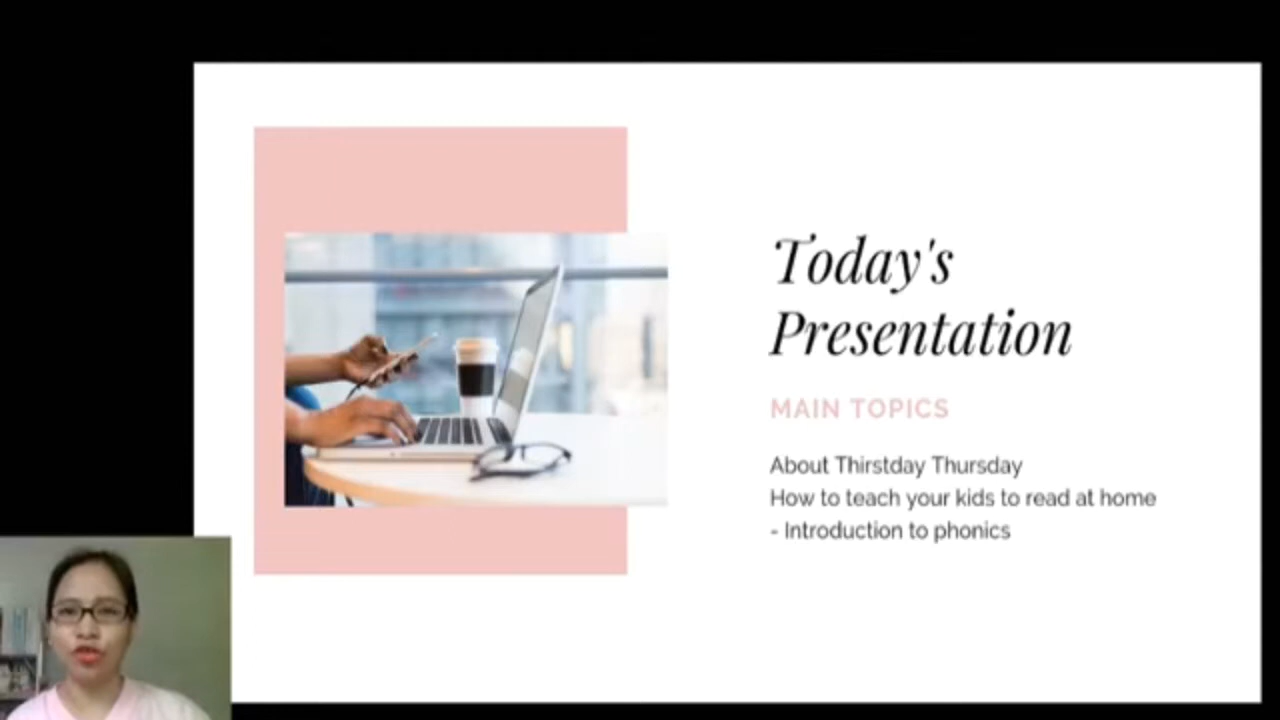 Today's
Presentation
MAIN TOPICS
About Thirstday Thursday
How to teach your kids to read at home
- Introduction to phonics